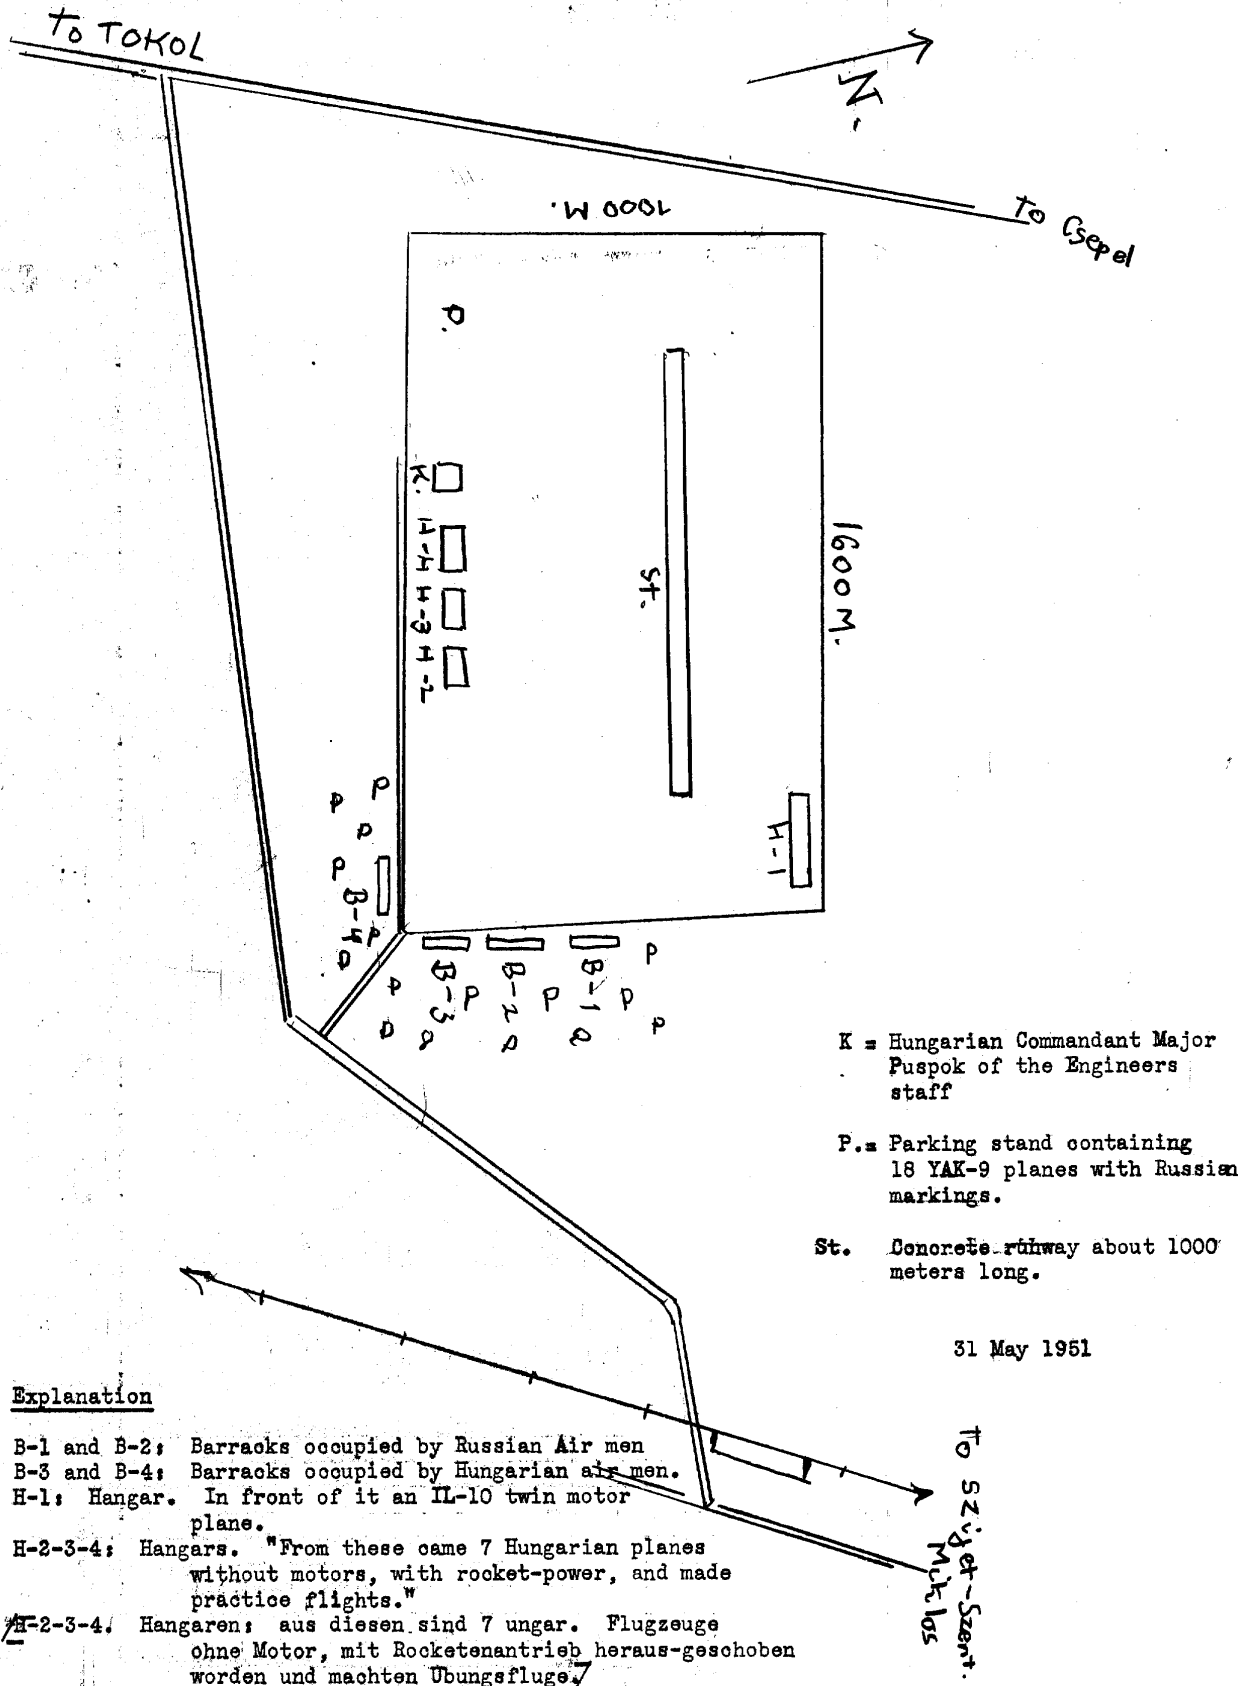 To TOKOL
N.
To Csepel
1000 M.
P.
K.
H-4
H-3
H-2
St.
1600 M.
H-1
P
P
P
P
B-4
P
P
B-3
B-2
B-1
P
P
P
P
P
P
P
P
P
P
P
K = Hungarian Commandant Major
Puspok of the Engineers
staff
P.= Parking stand containing
18 YAK-9 planes with Russian
markings.
St. Concrete runway about 1000
meters long.
31 May 1951
Explanation
B-1 and B-2: Barracks occupied by Russian Air men
B-3 and B-4: Barracks occupied by Hungarian air men.
H-1: Hangar. In front of it an IL-10 twin motor
plane.
H-2-3-4: Hangars. "From these came 7 Hungarian planes
without motors, with rocket-power, and made
practice flights."
H-2-3-4. Hangaren: aus diesen sind 7 ungar. Flugzeuge
ohne Motor, mit Rocketenantrieb heraus-geschoben
worden und machten Übungsfluge.
To Sziget-Szent.
Miklos